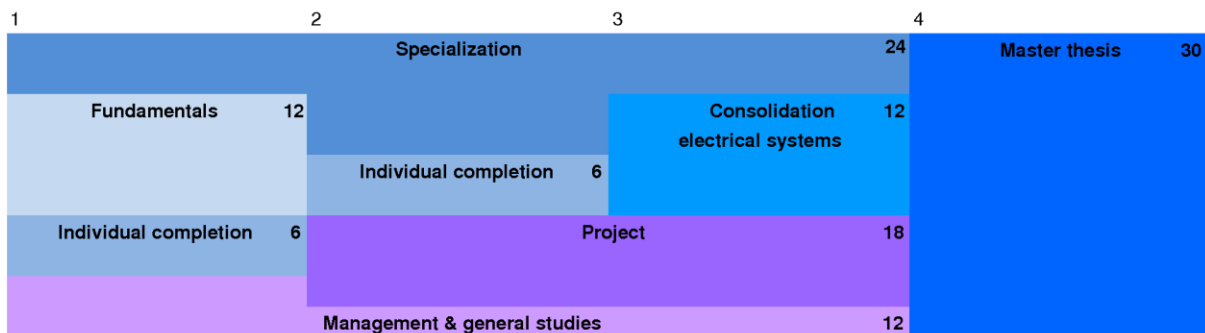 1 2 3 4
Specialization 24 Master thesis 30
Fundamentals 12 Consolidation 12
electrical systems
Individual completion 6
Individual completion 6 Project 18
Management & general studies 12